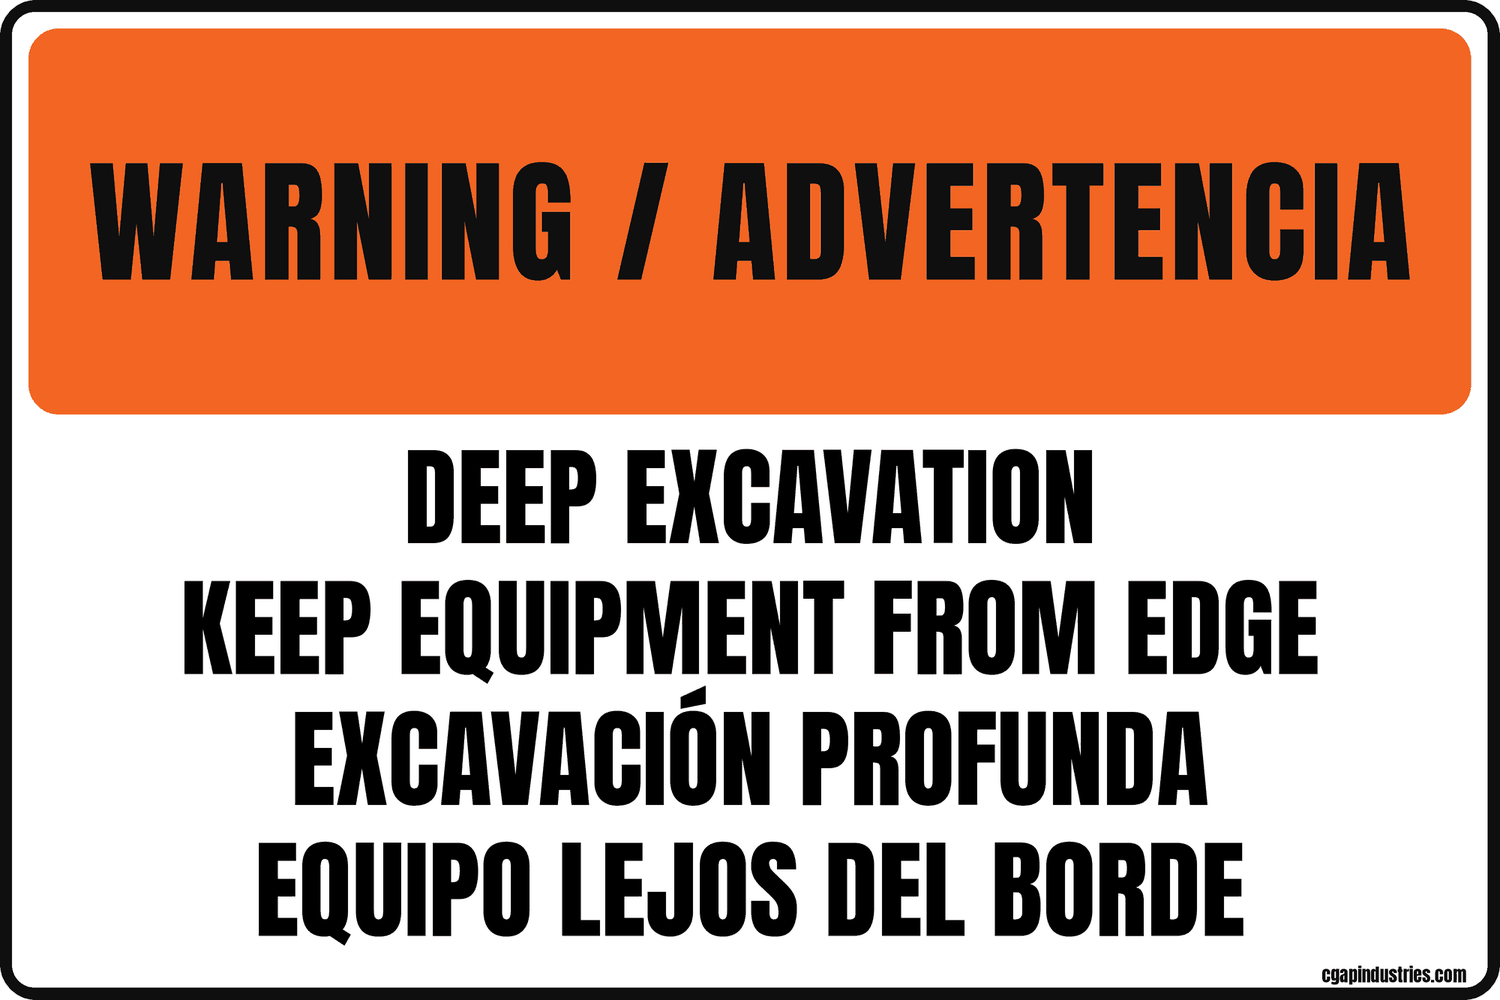 WARNING / ADVERTENCIA
DEEP EXCAVATION
KEEP EQUIPMENT FROM EDGE
EXCAVACIÓN PROFUNDA
EQUIPO LEJOS DEL BORDE
cgapindustries.com